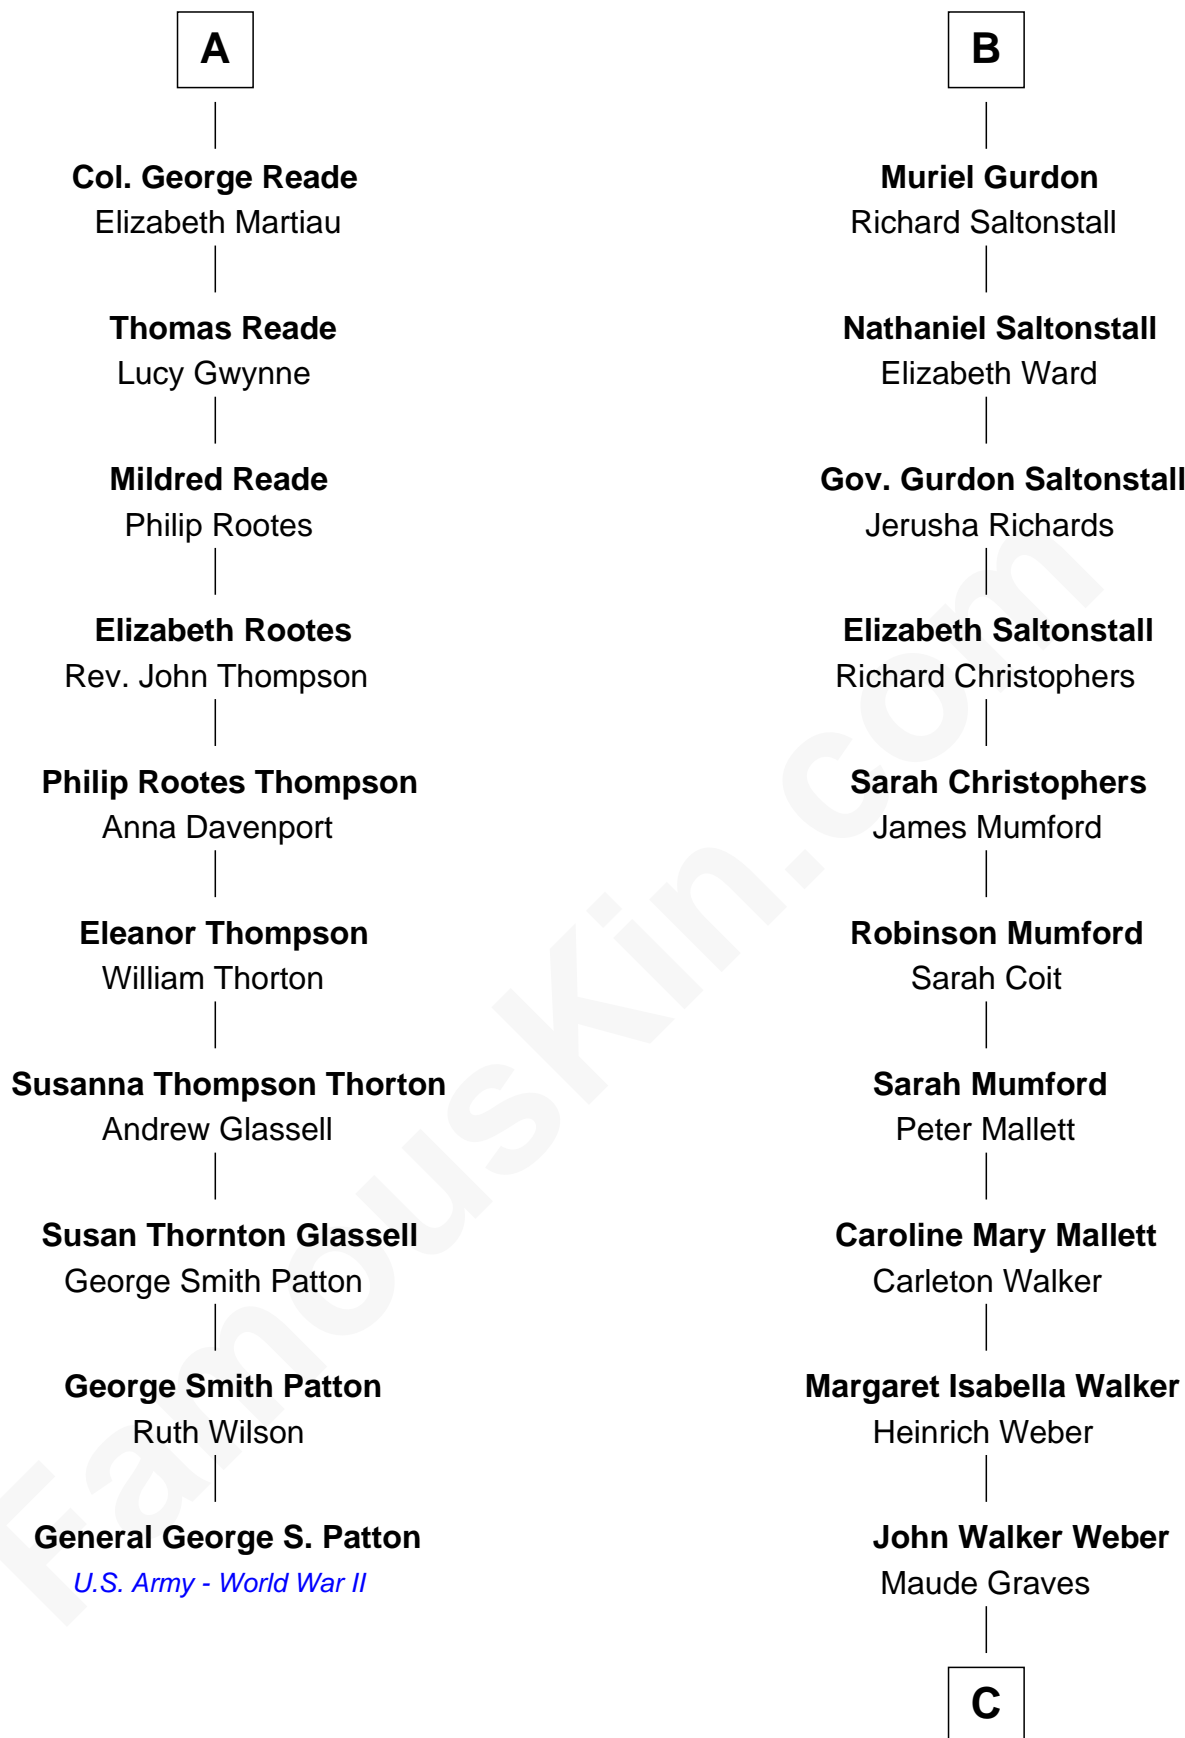 A
Col. George Reade
Elizabeth Martiau
Thomas Reade
Lucy Gwynne
Mildred Reade
Philip Rootes
Elizabeth Rootes
Rev. John Thompson
Philip Rootes Thompson
Anna Davenport
Eleanor Thompson
William Thorton
Susanna Thompson Thorton
Andrew Glassell
Susan Thornton Glassell
George Smith Patton
George Smith Patton
Ruth Wilson
General George S. Patton
U.S. Army - World War II
B
Muriel Gurdon
Richard Saltonstall
Nathaniel Saltonstall
Elizabeth Ward
Gov. Gurdon Saltonstall
Jerusha Richards
Elizabeth Saltonstall
Richard Christophers
Sarah Christophers
James Mumford
Robinson Mumford
Sarah Coit
Sarah Mumford
Peter Mallett
Caroline Mary Mallett
Carleton Walker
Margaret Isabella Walker
Heinrich Weber
John Walker Weber
Maude Graves
C
FamousKin.com